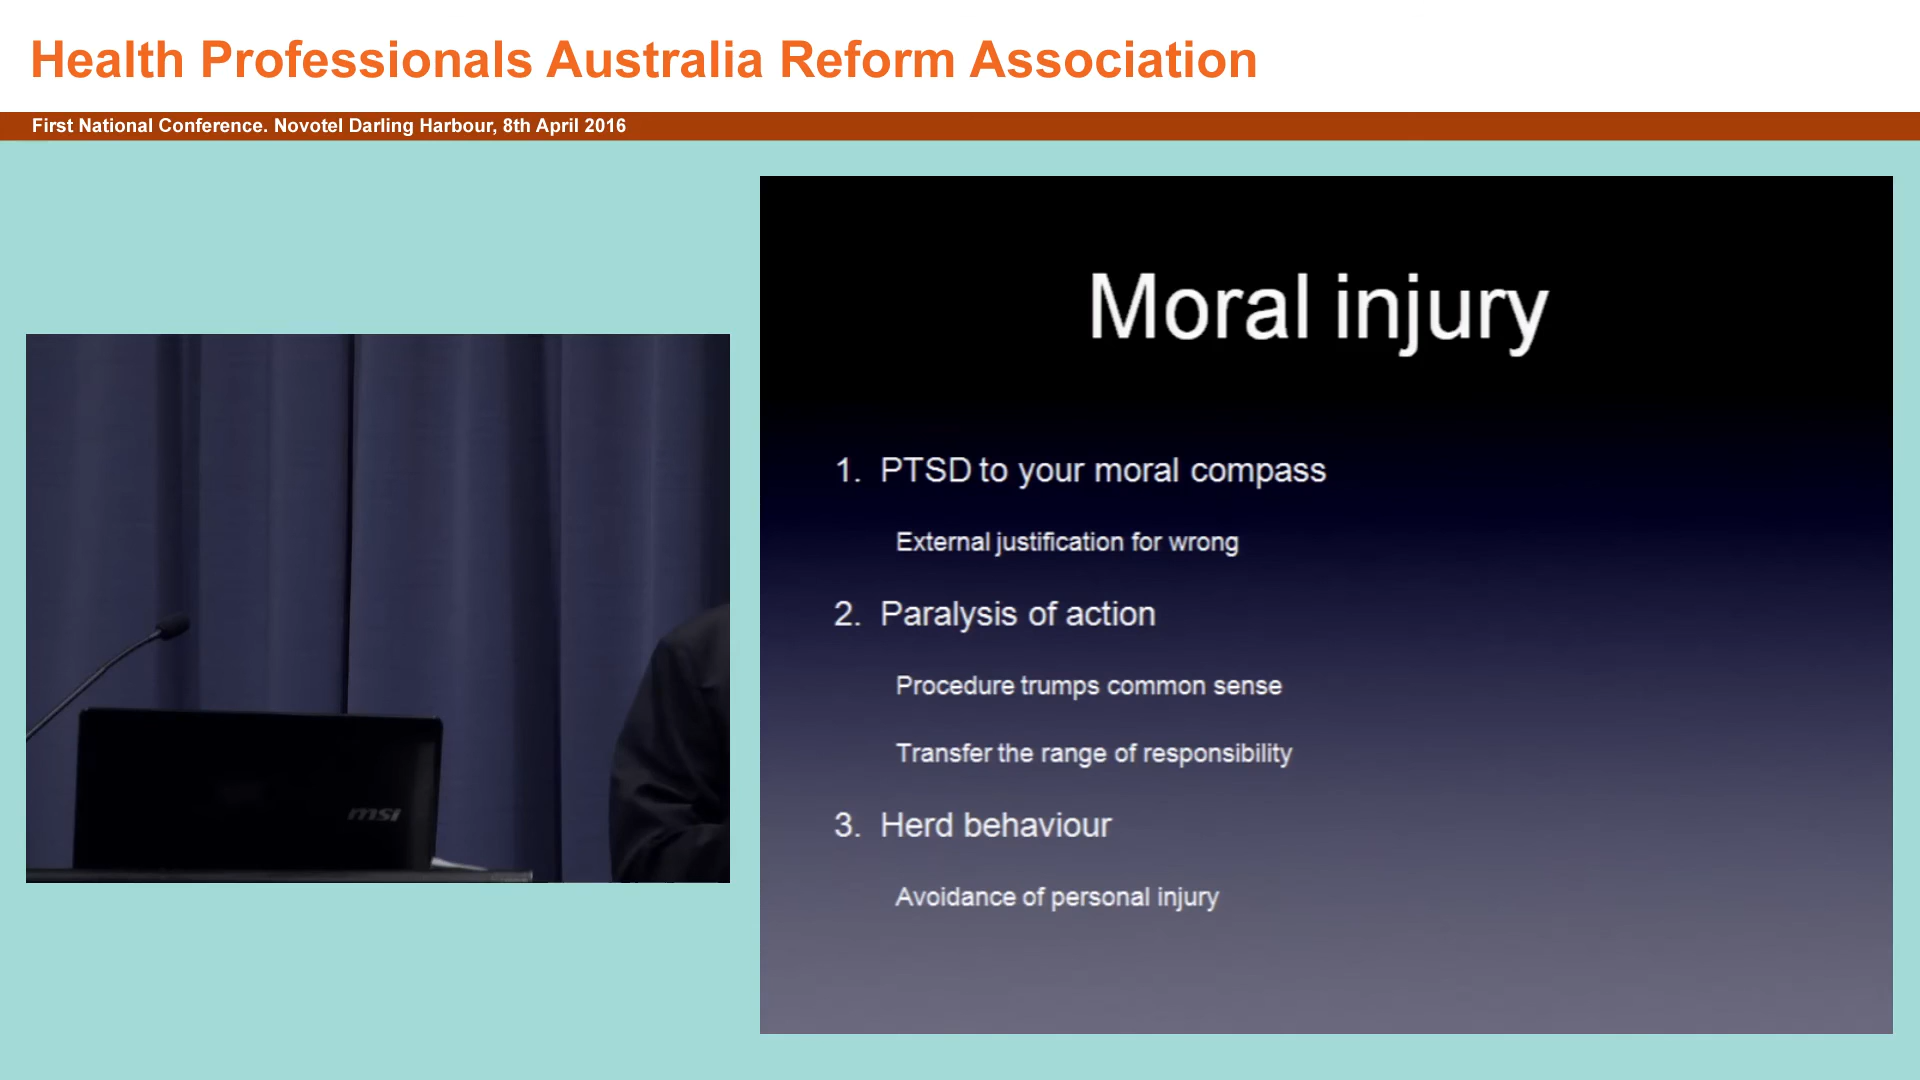 Health Professionals Australia Reform Association
First National Conference. Novotel Darling Harbour, 8th April 2016
Moral injury
1. PTSD to your moral compass
External justification for wrong
2. Paralysis of action
Procedure trumps common sense
Transfer the range of responsibility
3. Herd behaviour
Avoidance of personal injury
msi